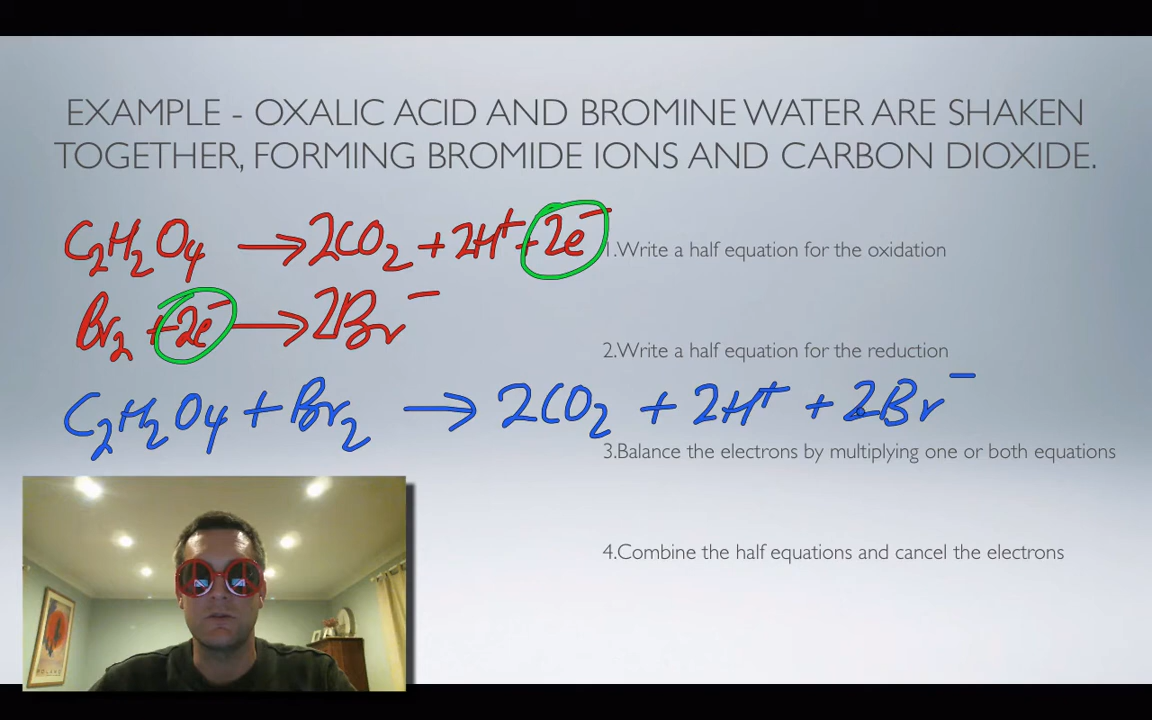 EXAMPLE - OXALIC ACID AND BROMINE WATER ARE SHAKEN
TOGETHER, FORMING BROMIDE IONS AND CARBON DIOXIDE.
C₂H₂O₄ → 2CO₂ + 2H⁺ + 2e⁻
1.Write a half equation for the oxidation
Br₂ + 2e⁻ → 2Br⁻
2.Write a half equation for the reduction
C₂H₂O₄ + Br₂ → 2CO₂ + 2H⁺ + 2Br⁻
3.Balance the electrons by multiplying one or both equations
4.Combine the half equations and cancel the electrons
POLAND